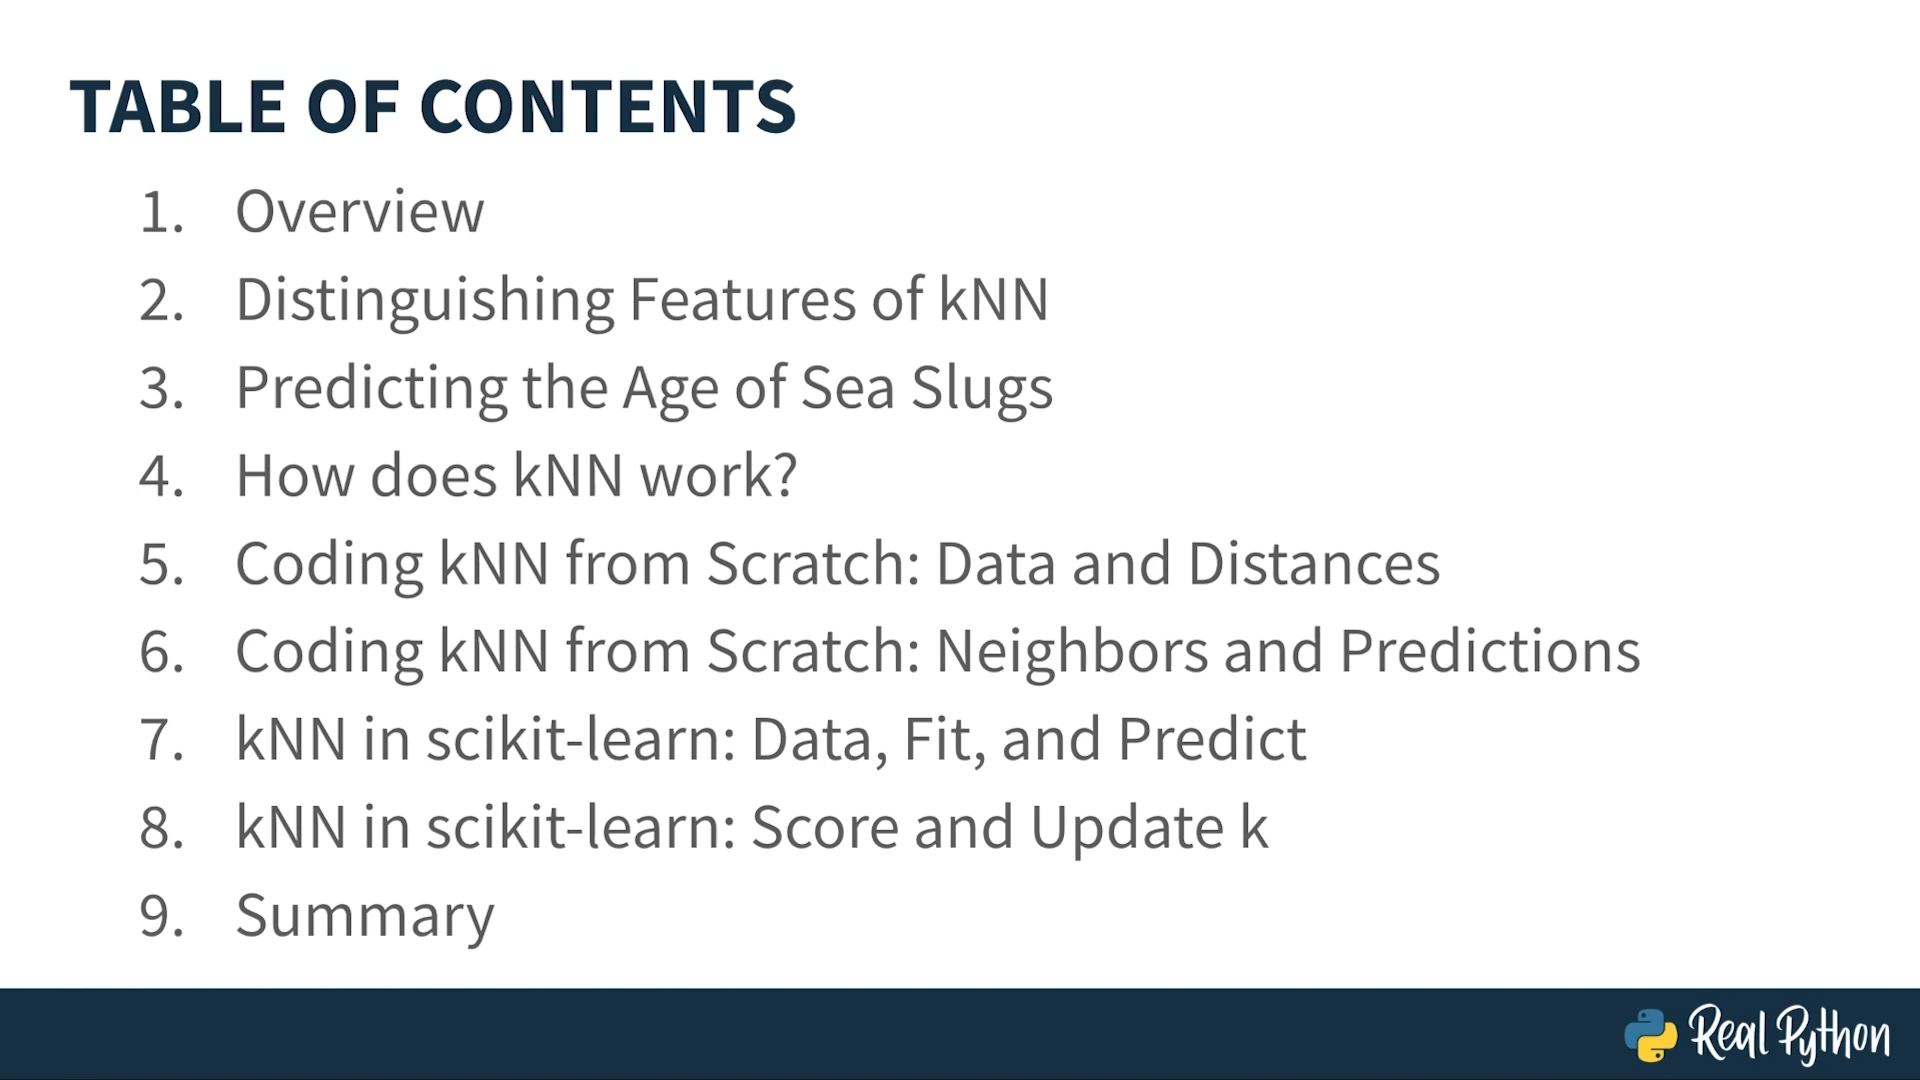 TABLE OF CONTENTS
1. Overview
2. Distinguishing Features of kNN
3. Predicting the Age of Sea Slugs
4. How does kNN work?
5. Coding kNN from Scratch: Data and Distances
6. Coding kNN from Scratch: Neighbors and Predictions
7. kNN in scikit-learn: Data, Fit, and Predict
8. kNN in scikit-learn: Score and Update k
9. Summary
Real Python